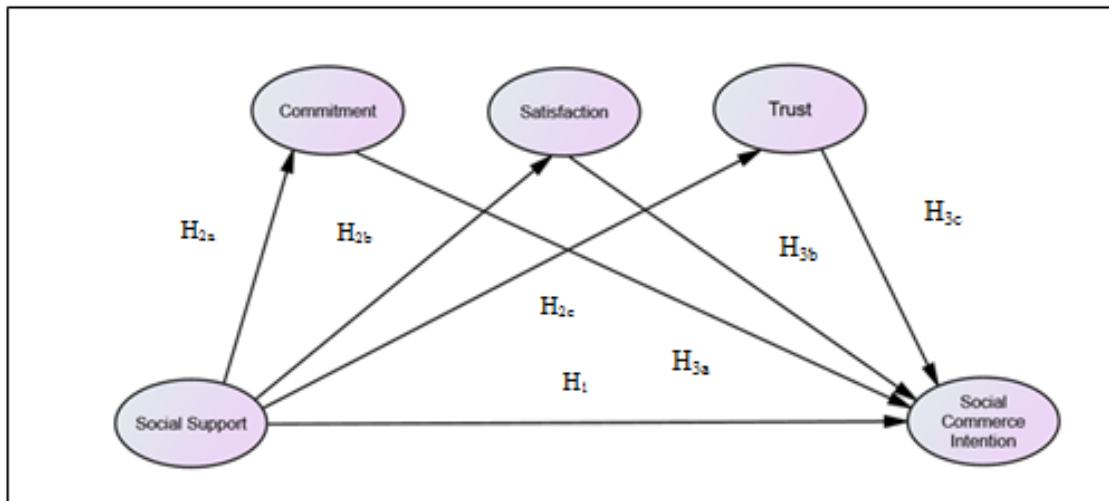 Commitment
Satisfaction
Trust
H2a
H2b
H3b
H3c
H2c
H3a
H1
Social Support
Social
Commerce
Intention